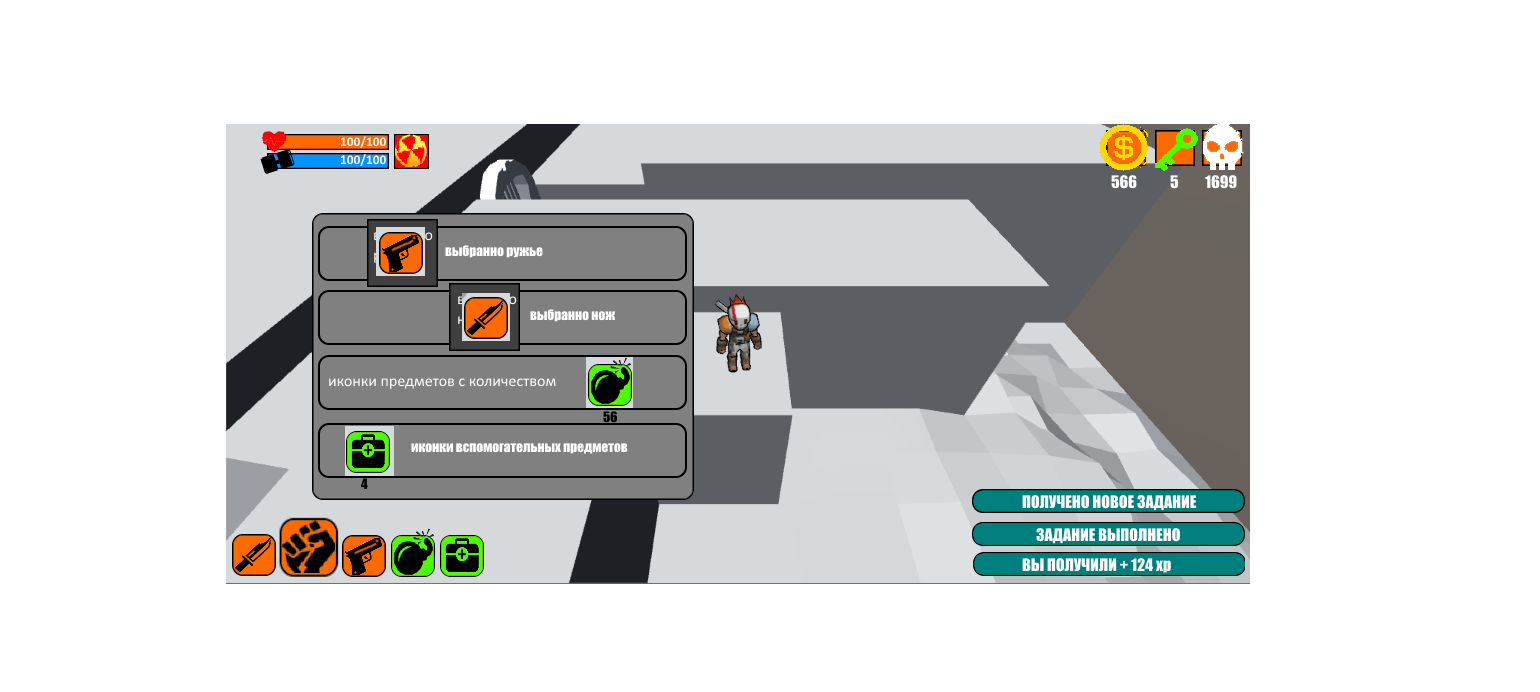 100/100
100/100
$
566
5
1699
выбранно ружье
выбранно нож
иконки предметов с количеством
56
иконки вспомогательных предметов
4
ПОЛУЧЕНО НОВОЕ ЗАДАНИЕ
ЗАДАНИЕ ВЫПОЛНЕНО
ВЫ ПОЛУЧИЛИ + 124 xp